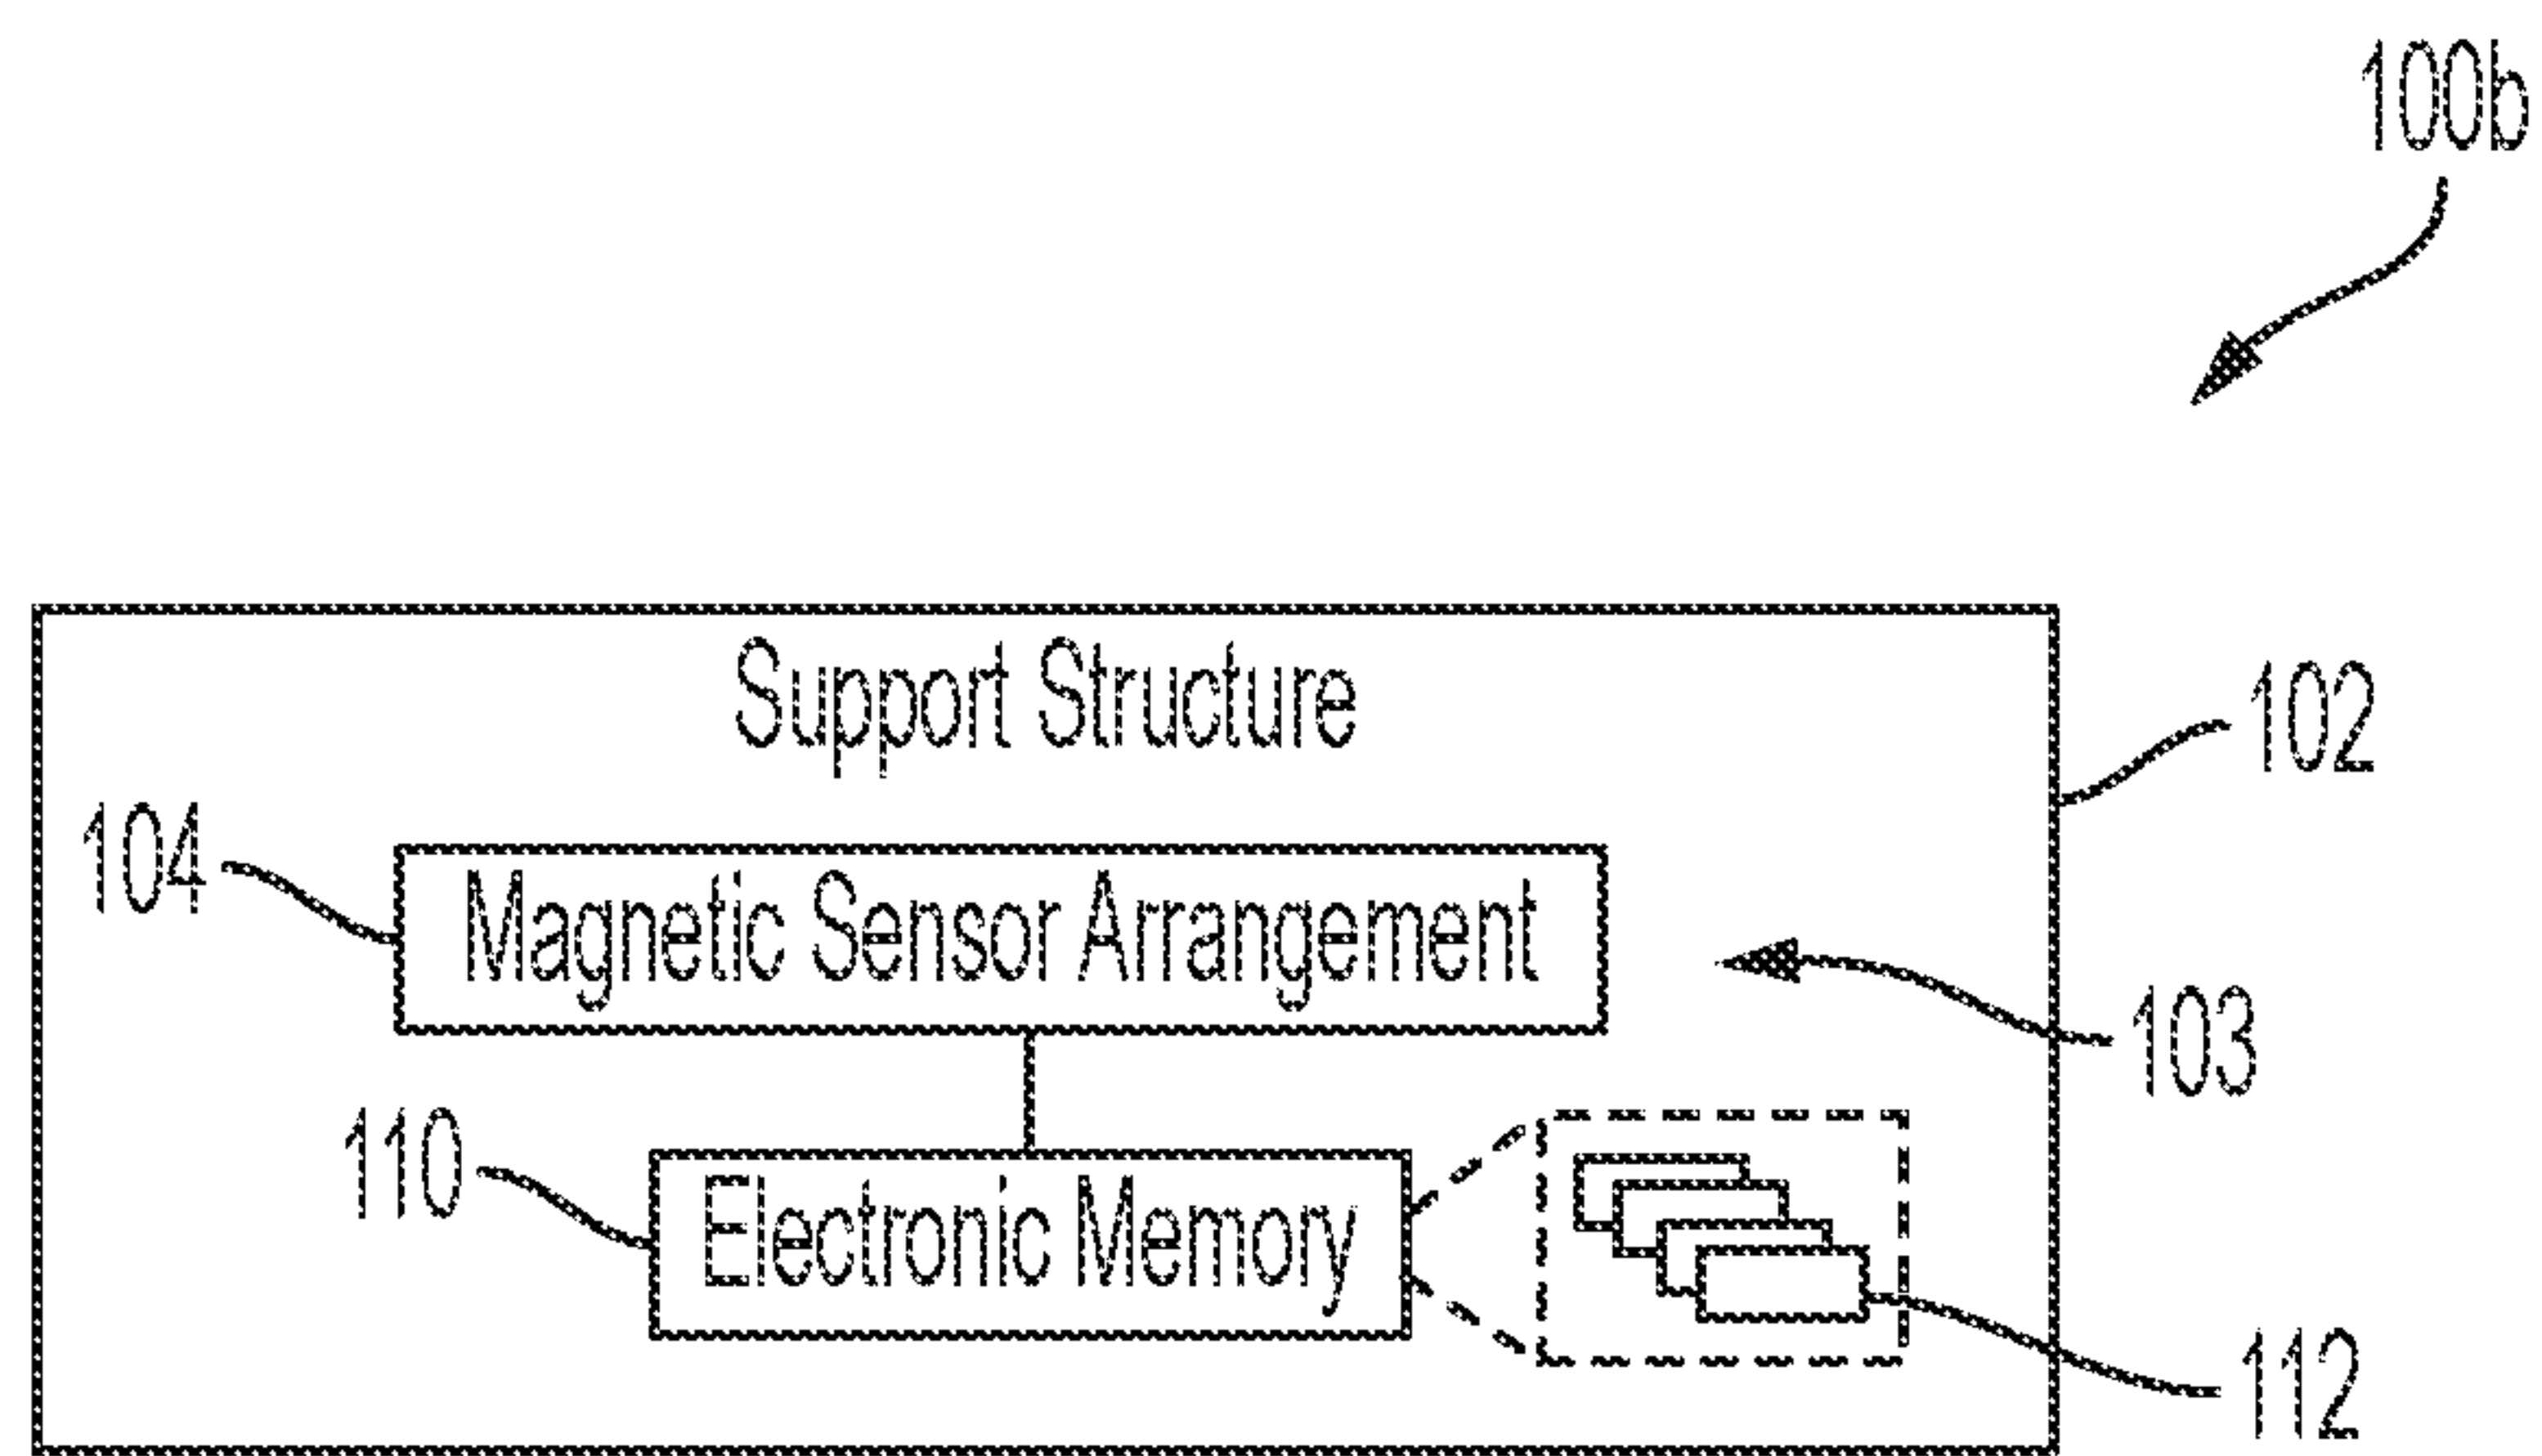 100b
Support Structure
102
104
Magnetic Sensor Arrangement
103
110
Electronic Memory
112